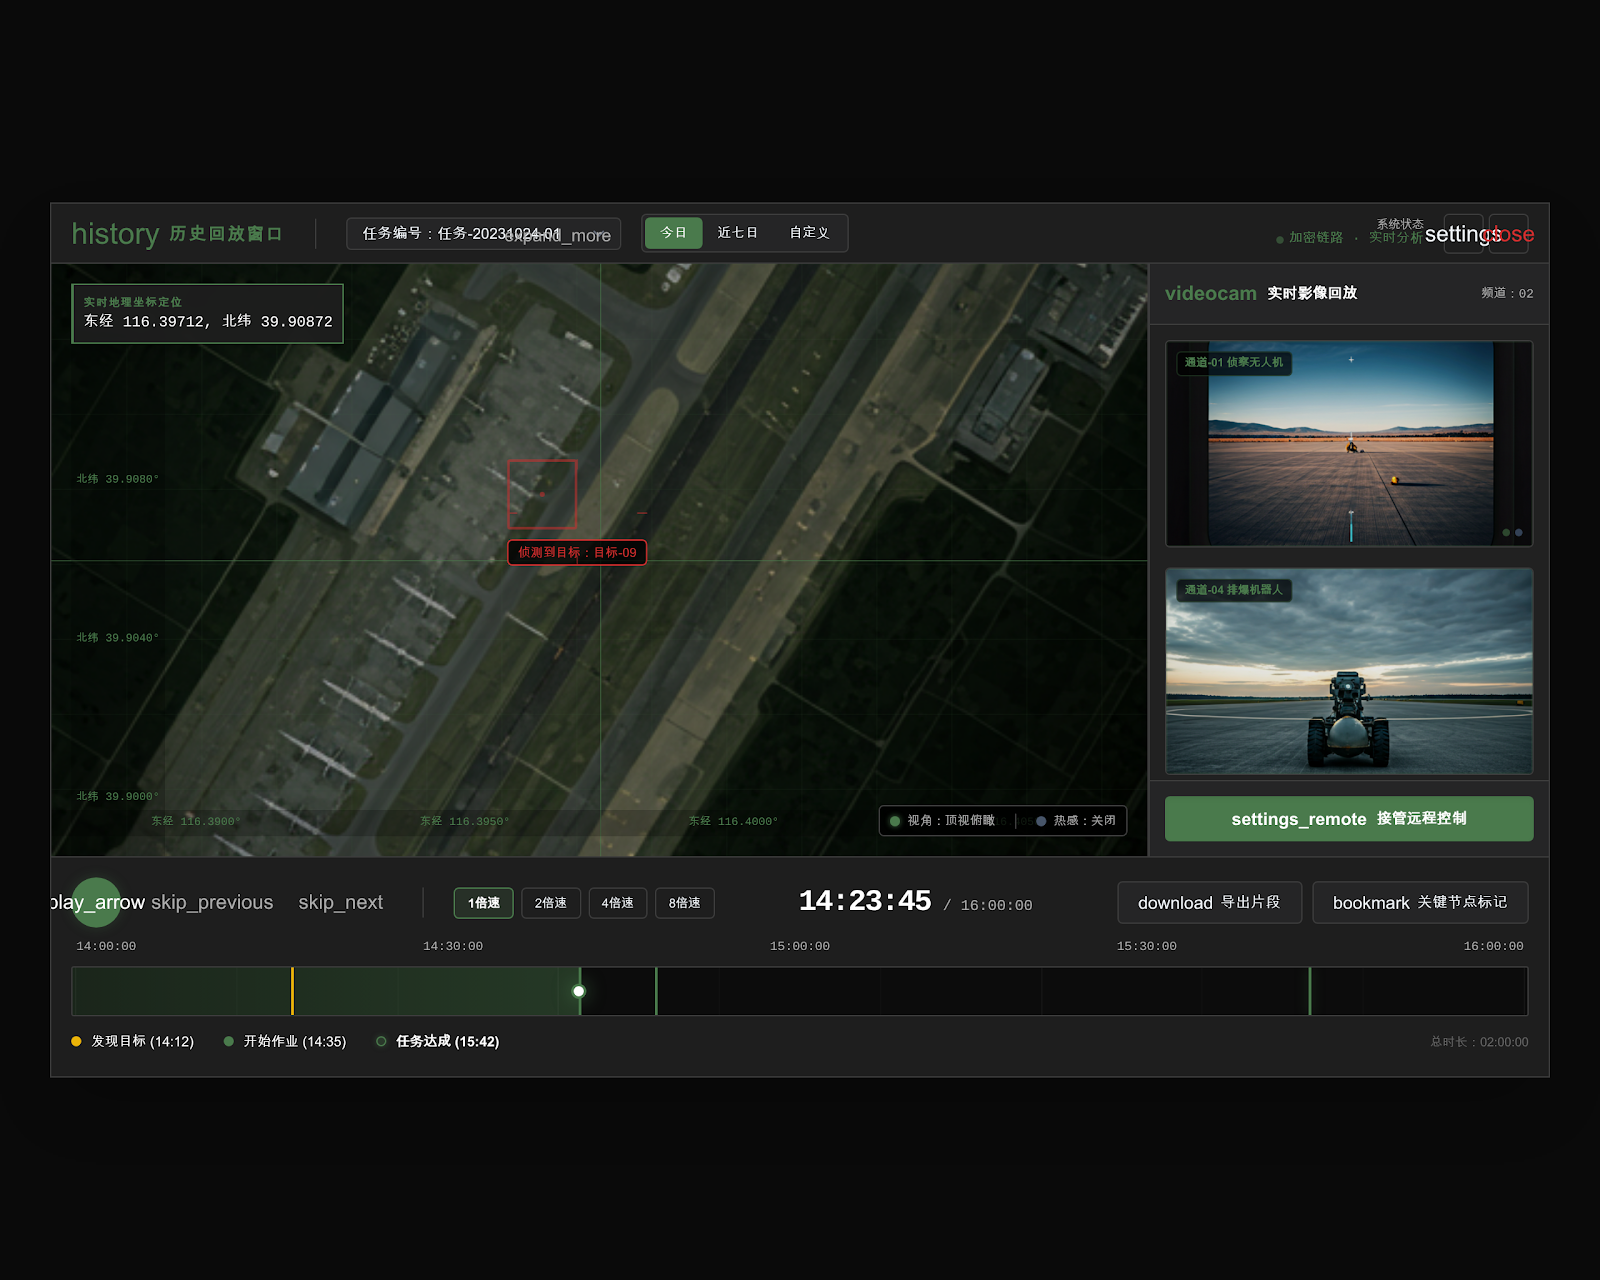 history 历史回放窗口
任务编号：任务-20231024-01 expand_more
今日 近七日 自定义
系统状态
加密链路 · 实时分析
settings close
实时地理坐标定位
东经 116.39712, 北纬 39.90872
北纬 39.9080°
侦测到目标：目标-09
北纬 39.9040°
北纬 39.9000°
东经 116.3900° 东经 116.3950° 东经 116.4000°
视角：顶视俯瞰 热感：关闭
videocam 实时影像回放 频道：02
通道-01 侦察无人机
通道-04 排爆机器人
settings_remote 接管远程控制
play_arrow skip_previous skip_next
1倍速 2倍速 4倍速 8倍速
14:23:45 / 16:00:00
download 导出片段
bookmark 关键节点标记
14:00:00 14:30:00 15:00:00 15:30:00 16:00:00
发现目标 (14:12) 开始作业 (14:35) 任务达成 (15:42)
总时长：02:00:00